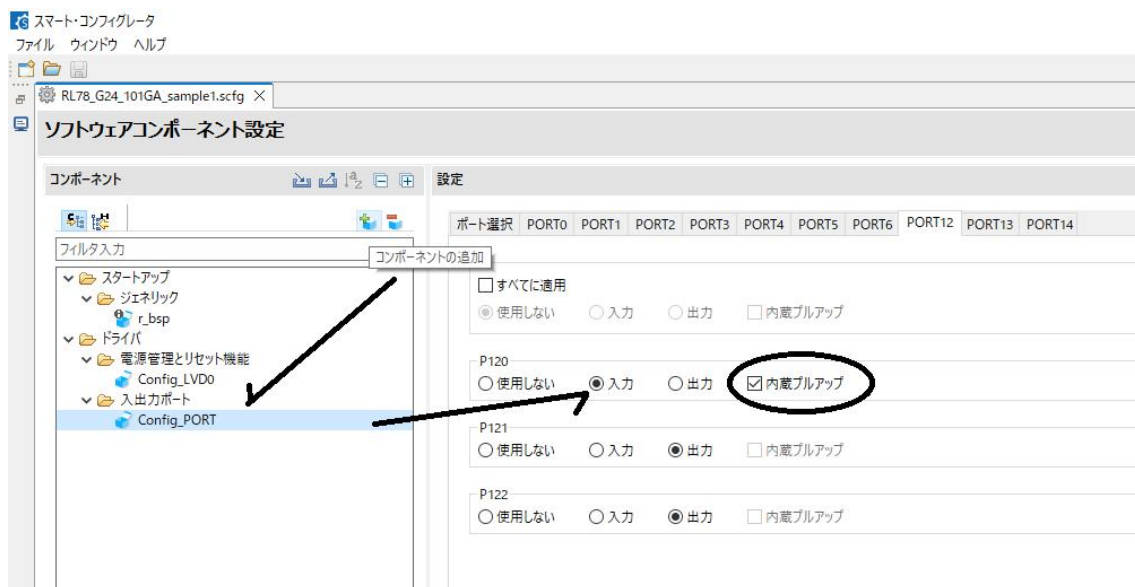 スマート・コンフィグレータ
ファイル ウィンドウ ヘルプ
RL78_G24_101GA_sample1.scfg
ソフトウェアコンポーネント設定
コンポーネント
設定
フィルタ入力
コンポーネントの追加
スタートアップ
ジェネリック
r_bsp
ドライバ
電源管理とリセット機能
Config_LVD0
入出力ポート
Config_PORT
ポート選択 PORT0 PORT1 PORT2 PORT3 PORT4 PORT5 PORT6 PORT12 PORT13 PORT14
すべてに適用
使用しない 入力 出力 内蔵プルアップ
P120
使用しない 入力 出力 内蔵プルアップ
P121
使用しない 入力 出力 内蔵プルアップ
P122
使用しない 入力 出力 内蔵プルアップ